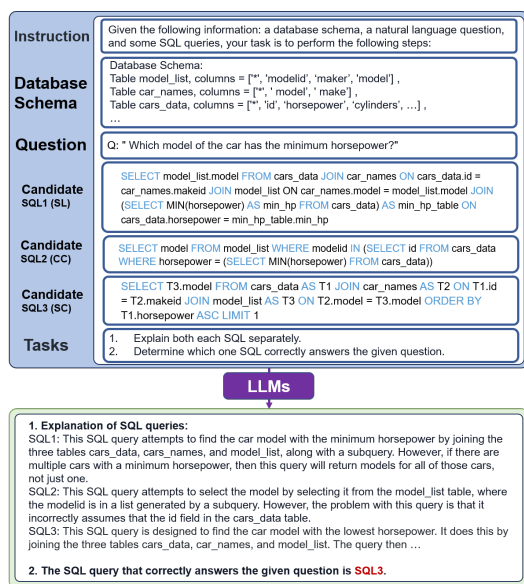 Instruction
Given the following information: a database schema, a natural language question,
and some SQL queries, your task is to perform the following steps:
Database
Schema
Database Schema:
Table model_list, columns = ['*', 'modelid', 'maker', 'model'] ,
Table car_names, columns = ['*', ' model', ' make'] ,
Table cars_data, columns = ['*', 'id', 'horsepower', 'cylinders', …] ,
…
Question
Q: " Which model of the car has the minimum horsepower?"
Candidate
SQL1 (SL)
SELECT model_list.model FROM cars_data JOIN car_names ON cars_data.id =
car_names.makeid JOIN model_list ON car_names.model = model_list.model JOIN
(SELECT MIN(horsepower) AS min_hp FROM cars_data) AS min_hp_table ON
cars_data.horsepower = min_hp_table.min_hp
Candidate
SQL2 (CC)
SELECT model FROM model_list WHERE modelid IN (SELECT id FROM cars_data
WHERE horsepower = (SELECT MIN(horsepower) FROM cars_data))
Candidate
SQL3 (SC)
SELECT T3.model FROM cars_data AS T1 JOIN car_names AS T2 ON T1.id
= T2.makeid JOIN model_list AS T3 ON T2.model = T3.model ORDER BY
T1.horsepower ASC LIMIT 1
Tasks
1. Explain both each SQL separately.
2. Determine which one SQL correctly answers the given question.
LLMs
1. Explanation of SQL queries:
SQL1: This SQL query attempts to find the car model with the minimum horsepower by joining the
three tables cars_data, cars_names, and model_list, along with a subquery. However, if there are
multiple cars with a minimum horsepower, then this query will return models for all of those cars,
not just one.
SQL2: This SQL query attempts to select the model by selecting it from the model_list table, where
the modelid is in a list generated by a subquery. However, the problem with this query is that it
incorrectly assumes that the id field in the cars_data table.
SQL3: This SQL query is designed to find the car model with the lowest horsepower. It does this by
joining the three tables cars_data, car_names, and model_list. The query then …
2. The SQL query that correctly answers the given question is SQL3.